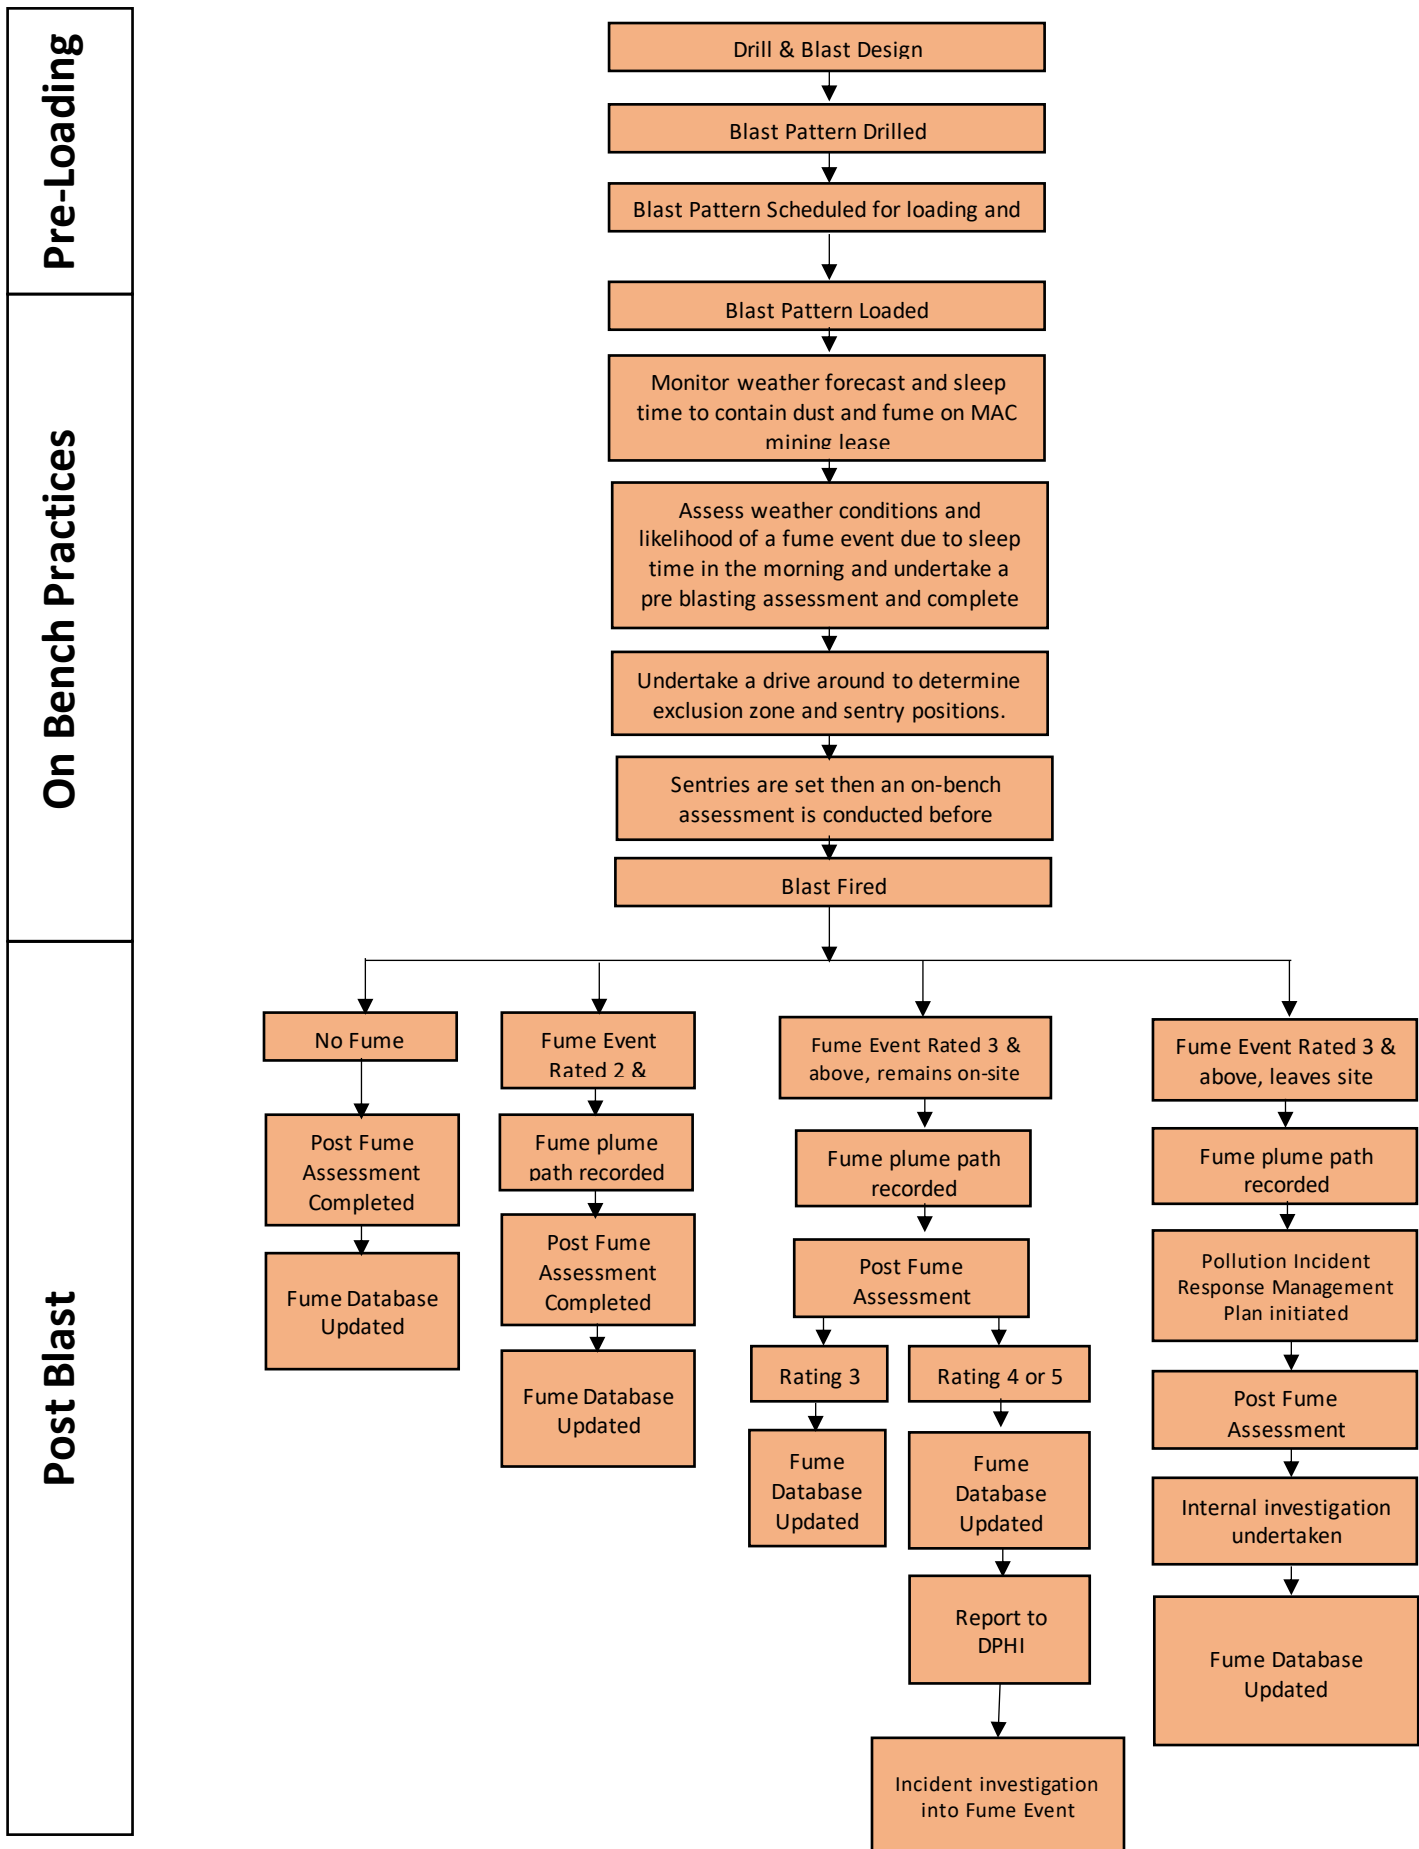 Pre-Loading
Drill & Blast Design
Blast Pattern Drilled
Blast Pattern Scheduled for loading and
On Bench Practices
Blast Pattern Loaded
Monitor weather forecast and sleep
time to contain dust and fume on MAC
mining lease
Assess weather conditions and
likelihood of a fume event due to sleep
time in the morning and undertake a
pre blasting assessment and complete
Undertake a drive around to determine
exclusion zone and sentry positions.
Sentries are set then an on-bench
assessment is conducted before
Blast Fired
Post Blast
No Fume
Post Fume
Assessment
Completed
Fume Database
Updated
Fume Event
Rated 2 &
Fume plume
path recorded
Post Fume
Assessment
Completed
Fume Database
Updated
Fume Event Rated 3 &
above, remains on-site
Fume plume path
recorded
Post Fume
Assessment
Rating 3
Fume
Database
Updated
Rating 4 or 5
Fume
Database
Updated
Report to
DPHI
Incident investigation
into Fume Event
Fume Event Rated 3 &
above, leaves site
Fume plume path
recorded
Pollution Incident
Response Management
Plan initiated
Post Fume
Assessment
Internal investigation
undertaken
Fume Database
Updated